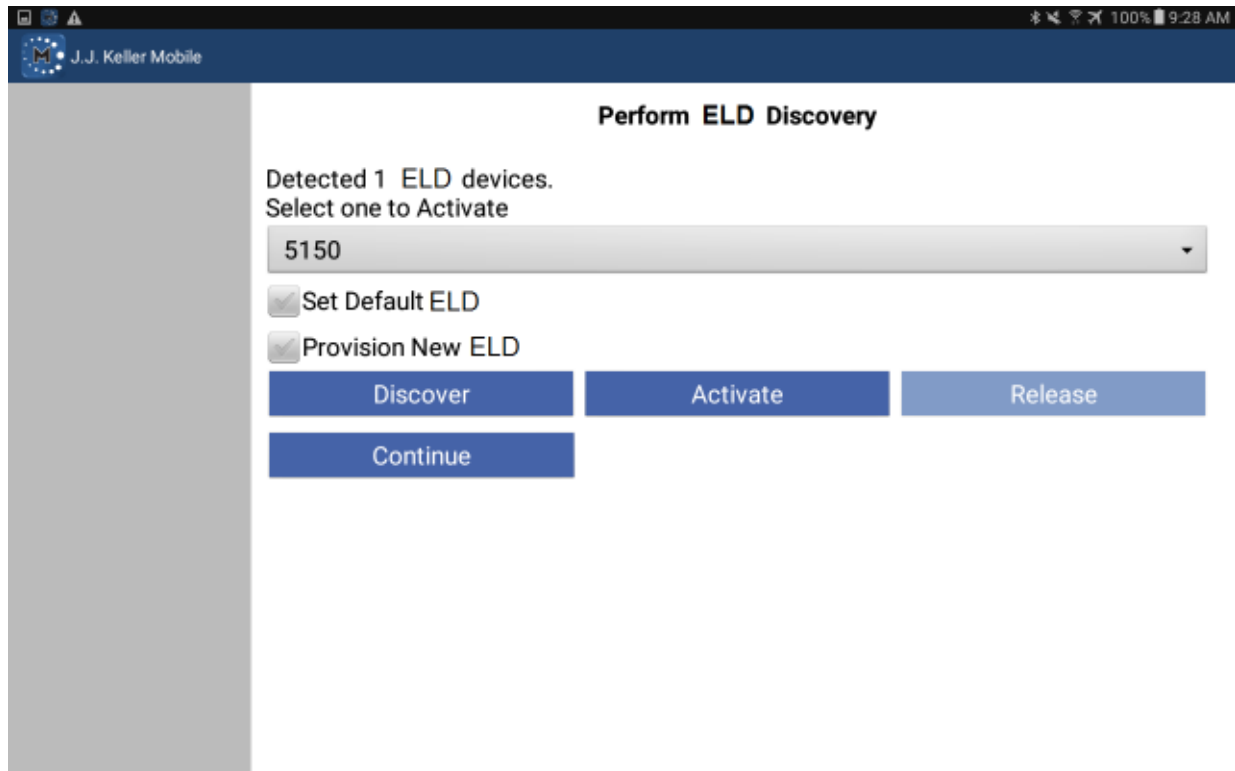 100% 9:28 AM
M J.J. Keller Mobile
Perform ELD Discovery
Detected 1 ELD devices.
Select one to Activate
5150
Set Default ELD
Provision New ELD
Discover Activate Release
Continue